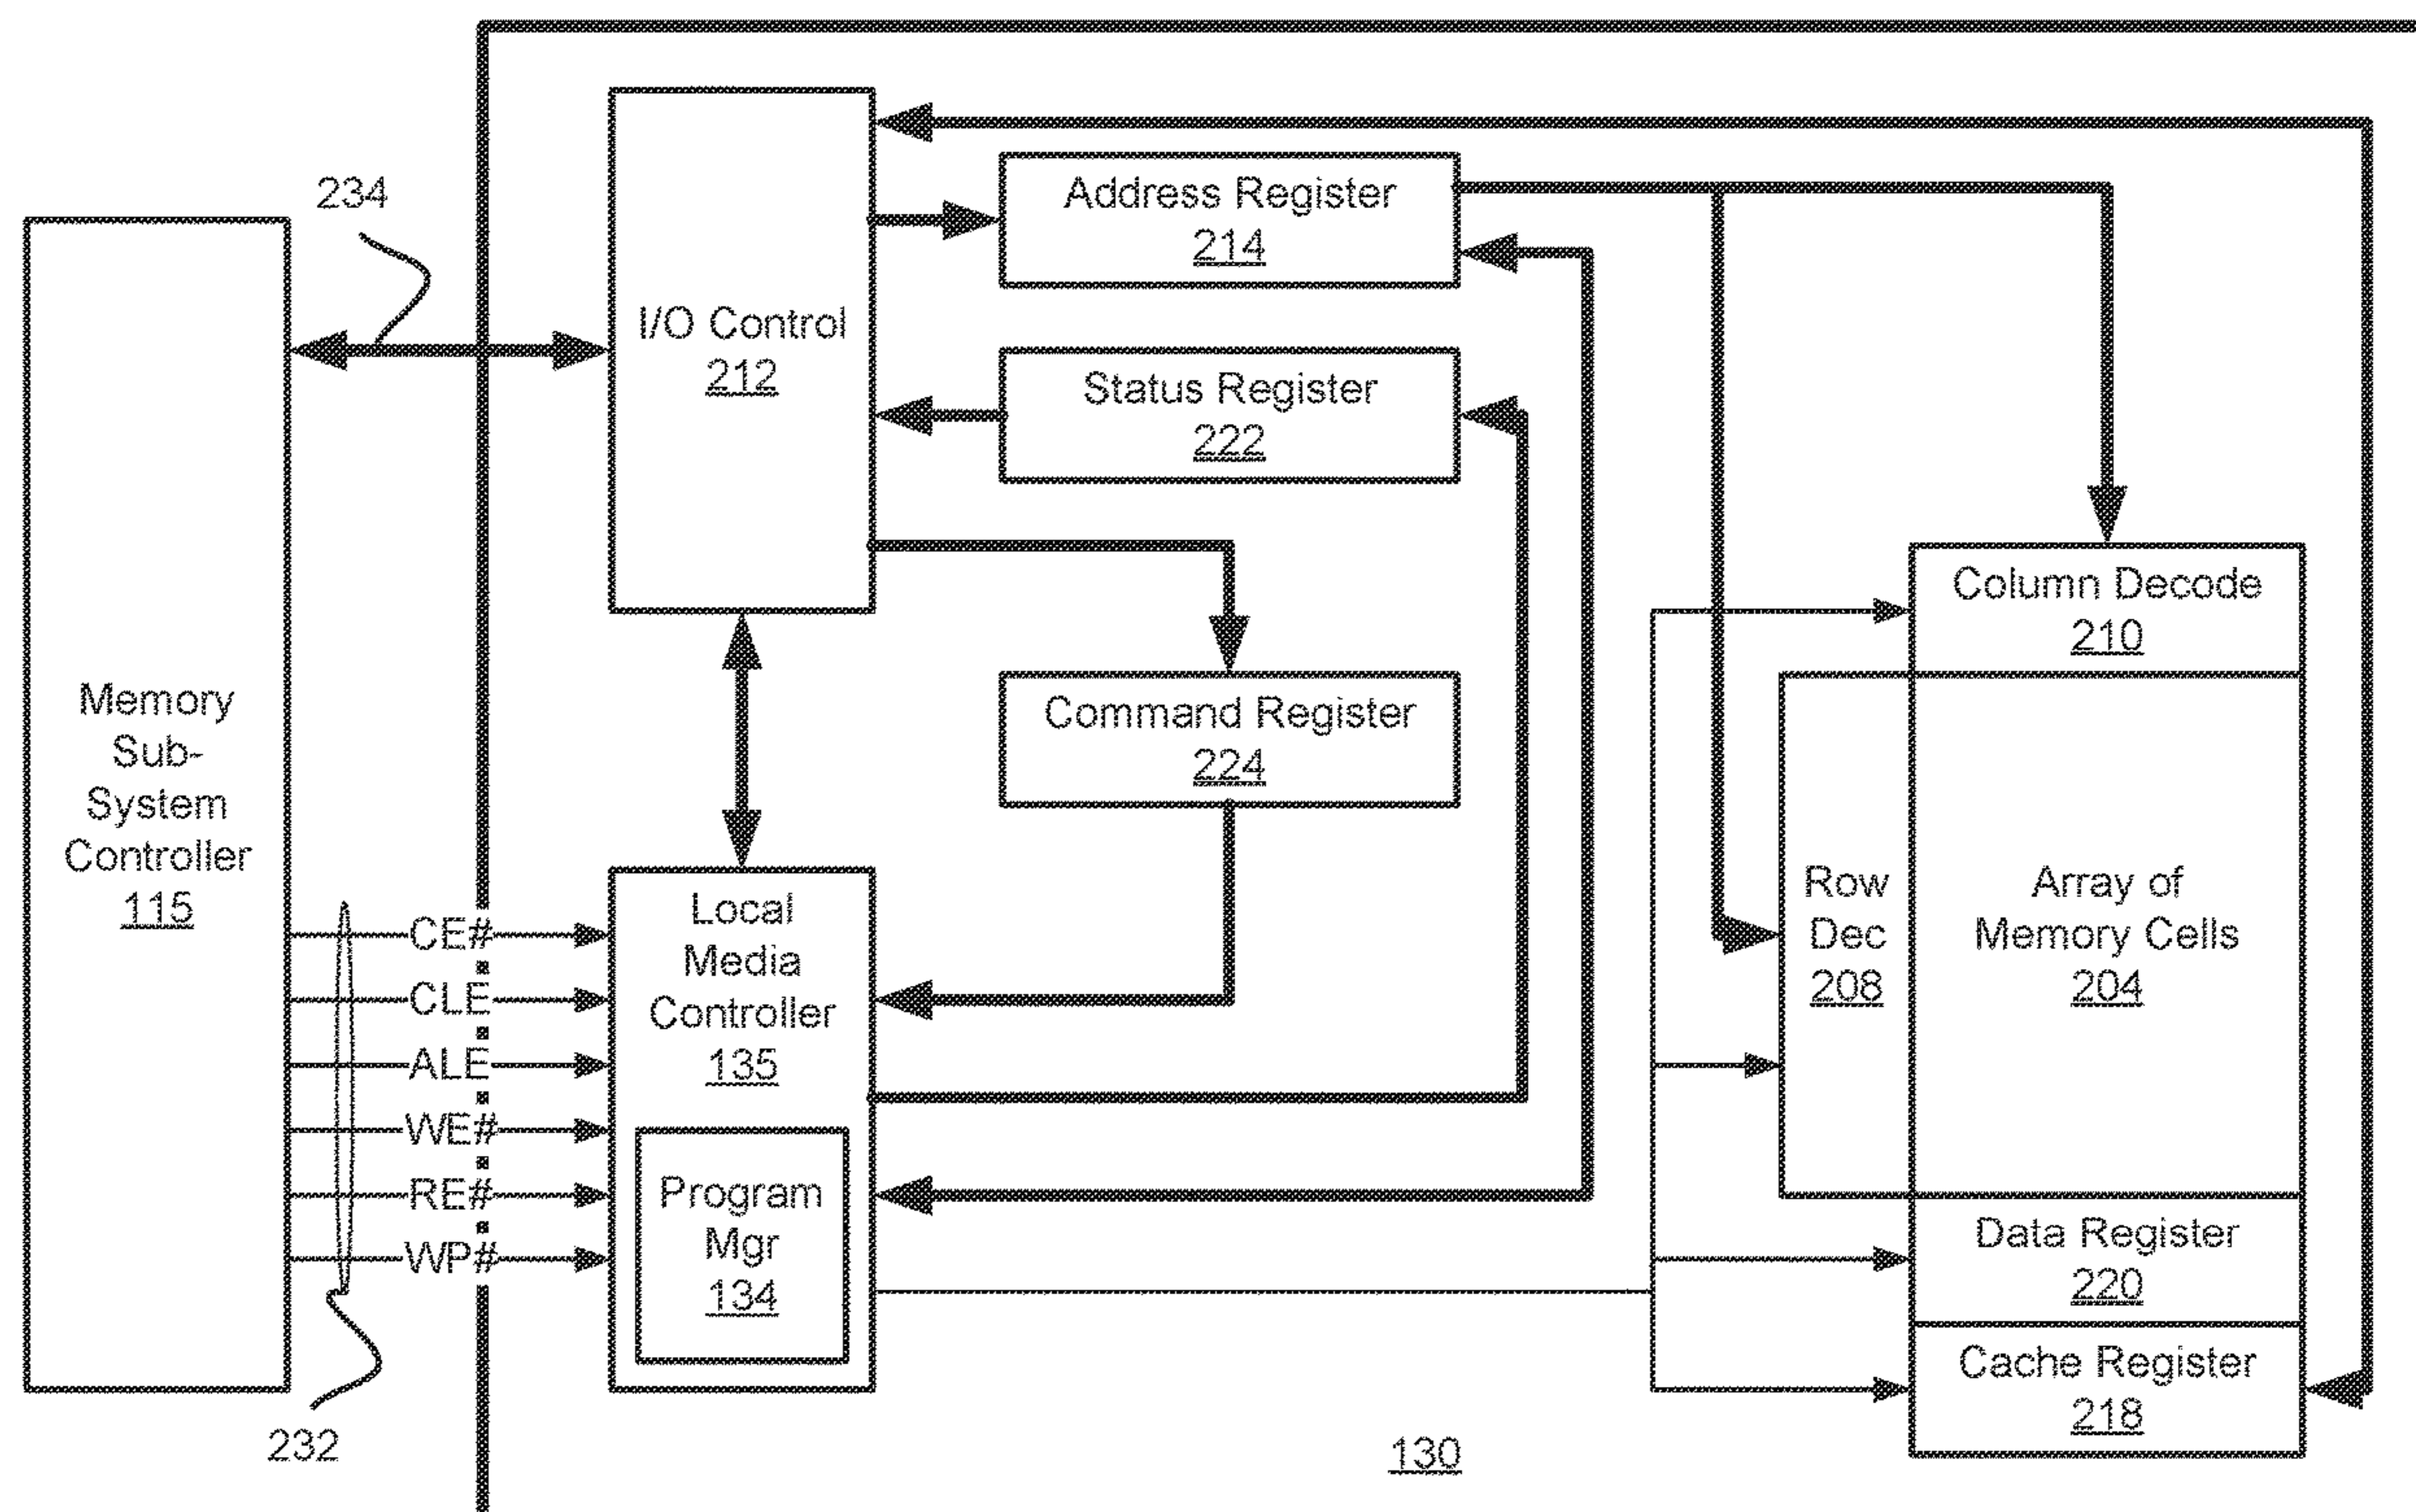 234
Memory
Sub-
System
Controller
115
I/O Control
212
Address Register
214
Status Register
222
Command Register
224
CE#
CLE
ALE
WE#
RE#
WP#
232
Local
Media
Controller
135
Program
Mgr
134
Column Decode
210
Row
Dec
208
Array of
Memory Cells
204
Data Register
220
Cache Register
218
130